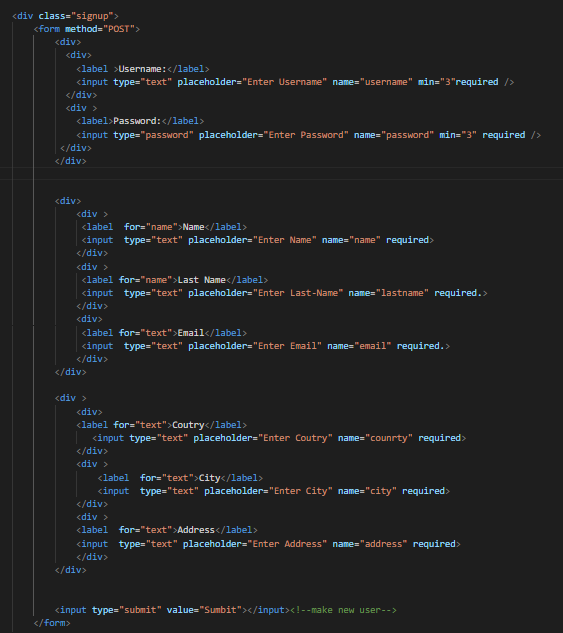 <div class="signup">
<form method="POST">
<div>
<div>
<label >Username:</label>
<input type="text" placeholder="Enter Username" name="username" min="3"required />
</div>
<div >
<label>Password:</label>
<input type="password" placeholder="Enter Password" name="password" min="3" required />
</div>
</div>
<div>
<div >
<label  for="name">Name</label>
<input  type="text" placeholder="Enter Name" name="name" required>
</div>
<div >
<label for="name">Last Name</label>
<input  type="text" placeholder="Enter Last-Name" name="lastname" required.>
</div>
<div>
<label for="text">Email</label>
<input  type="text" placeholder="Enter Email" name="email" required.>
</div>
</div>
<div >
<div>
<label for="text">Coutry</label>
<input type="text" placeholder="Enter Coutry" name="counrty" required>
</div>
<div >
<label  for="text">City</label>
<input  type="text" placeholder="Enter City" name="city" required>
</div>
<div >
<label  for="text">Address</label>
<input  type="text" placeholder="Enter Address" name="address" required>
</div>
</div>
<input type="submit" value="Sumbit"></input><!--make new user-->
</form>